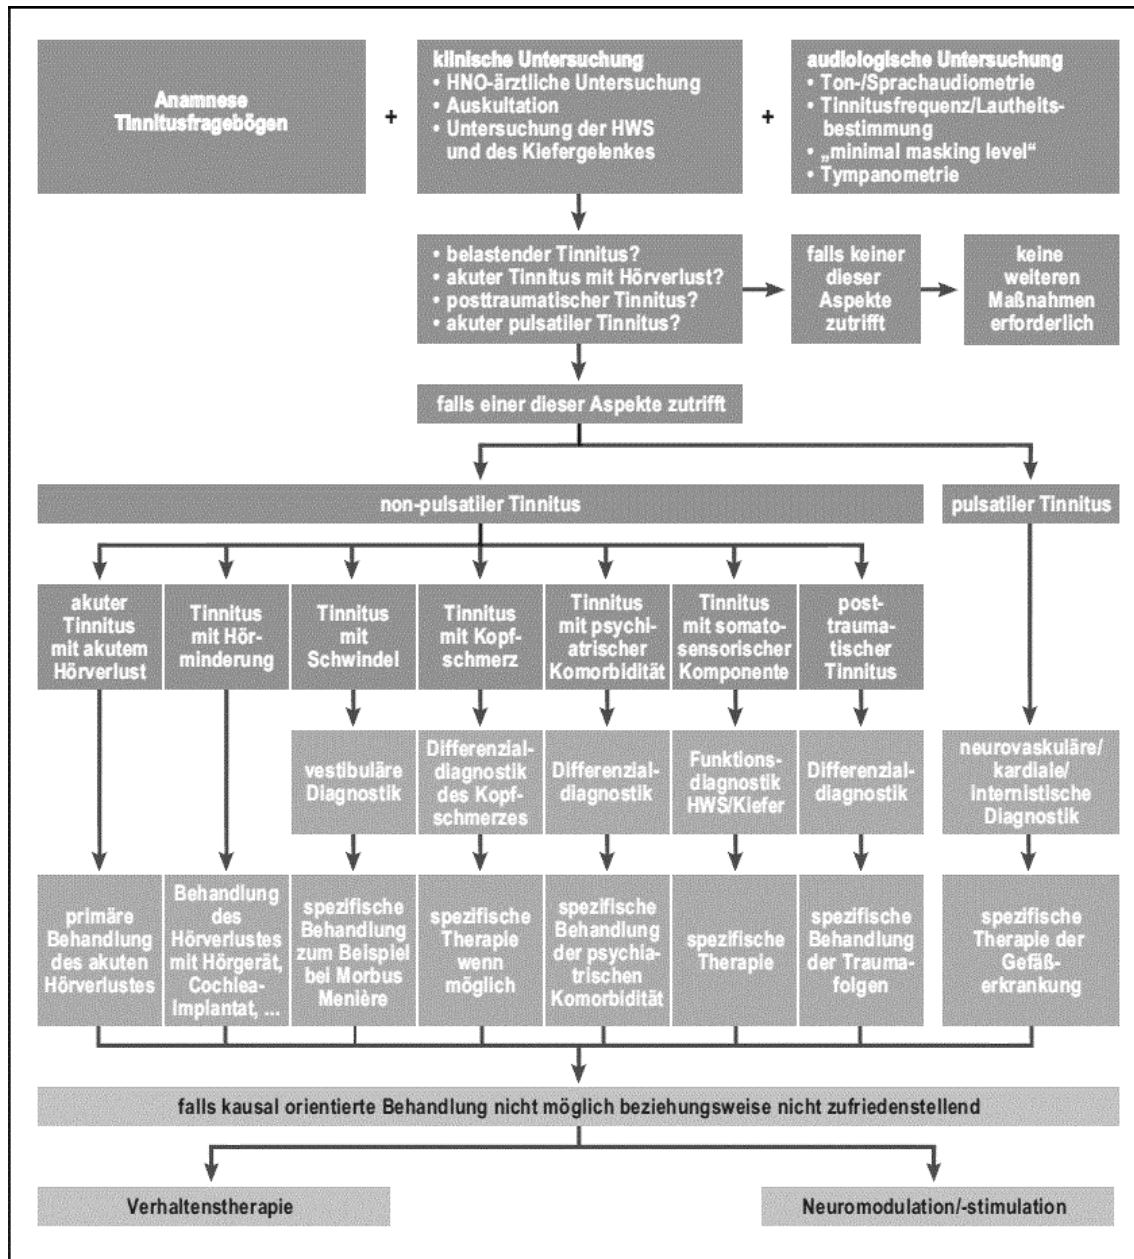 Anamnese
Tinnitusfragebögen
+
klinische Untersuchung
• HNO-ärztliche Untersuchung
• Auskultation
• Untersuchung der HWS
und des Kiefergelenkes
+
audiologische Untersuchung
• Ton-/Sprachaudiometrie
• Tinnitusfrequenz/Lautheits-
bestimmung
• „minimal masking level“
• Tympanometrie
• belastender Tinnitus?
• akuter Tinnitus mit Hörverlust?
• posttraumatischer Tinnitus?
• akuter pulsatiler Tinnitus?
falls keiner
dieser
Aspekte
zutrifft
keine
weiteren
Maßnahmen
erforderlich
falls einer dieser Aspekte zutrifft
non-pulsatiler Tinnitus
pulsatiler Tinnitus
akuter
Tinnitus
mit akutem
Hörverlust
Tinnitus
mit Hör-
minderung
Tinnitus
mit
Schwindel
Tinnitus
mit Kopf-
schmerz
Tinnitus
mit psychi-
atrischer
Komorbidität
Tinnitus
mit somato-
sensorischer
Komponente
post-
trauma-
tischer
Tinnitus
vestibuläre
Diagnostik
Differenzial-
diagnostik
des Kopf-
schmerzes
Differenzial-
diagnostik
Funktions-
diagnostik
HWS/Kiefer
Differenzial-
diagnostik
neurovaskuläre/
kardiale/
internistische
Diagnostik
primäre
Behandlung
des akuten
Hörverlustes
Behandlung
des
Hörverlustes
mit Hörgerät,
Cochlea-
Implantat, ...
spezifische
Behandlung
zum Beispiel
bei Morbus
Menière
spezifische
Therapie
wenn
möglich
spezifische
Behandlung
der psychia-
trischen
Komorbidität
spezifische
Therapie
spezifische
Behandlung
der Trauma-
folgen
spezifische
Therapie der
Gefäß-
erkrankung
falls kausal orientierte Behandlung nicht möglich beziehungsweise nicht zufriedenstellend
Verhaltenstherapie
Neuromodulation/-stimulation